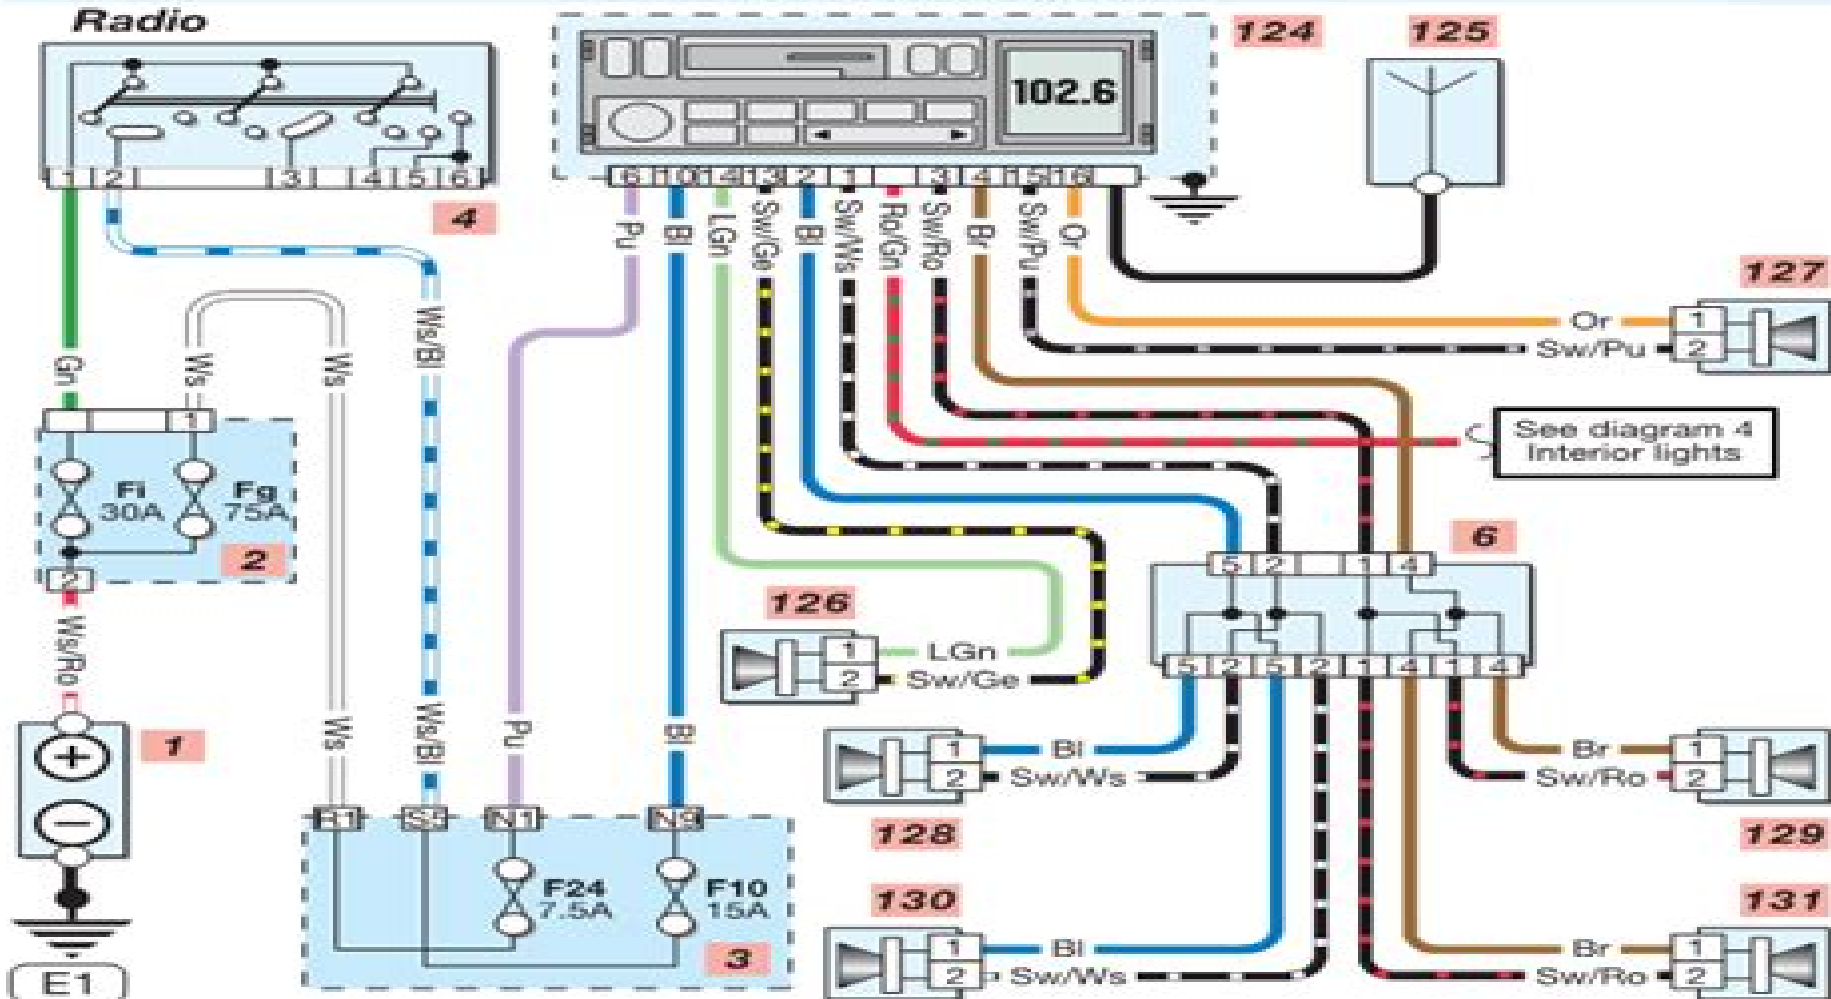 Radio
124
125
102.6
1 2 3 4 5 6
6 10 14 13 2 1 3 4 15 16
4
Pu
Bl
LGn
Sw/Ge
Bl
Sw/Ws
Ro/Gn
Sw/Ro
Br
Sw/Pu
Or
127
Or
1
Sw/Pu
2
Ws/Bl
Gn
Ws
Ws
1
See diagram 4
Interior lights
Fi
30A
Fg
75A
2
2
6
5 2 1 4
126
1
LGn
2
Sw/Ge
5 2 5 2 1 4 1 4
Ws/Ro
1
+
−
Ws
Ws/Bl
Pu
Bl
1
Bl
2
Sw/Ws
Br
1
Sw/Ro
2
128
129
R1 S5 N1 N9
F24
7.5A
F10
15A
3
130
131
1
Bl
2
Sw/Ws
Br
1
Sw/Ro
2
E1